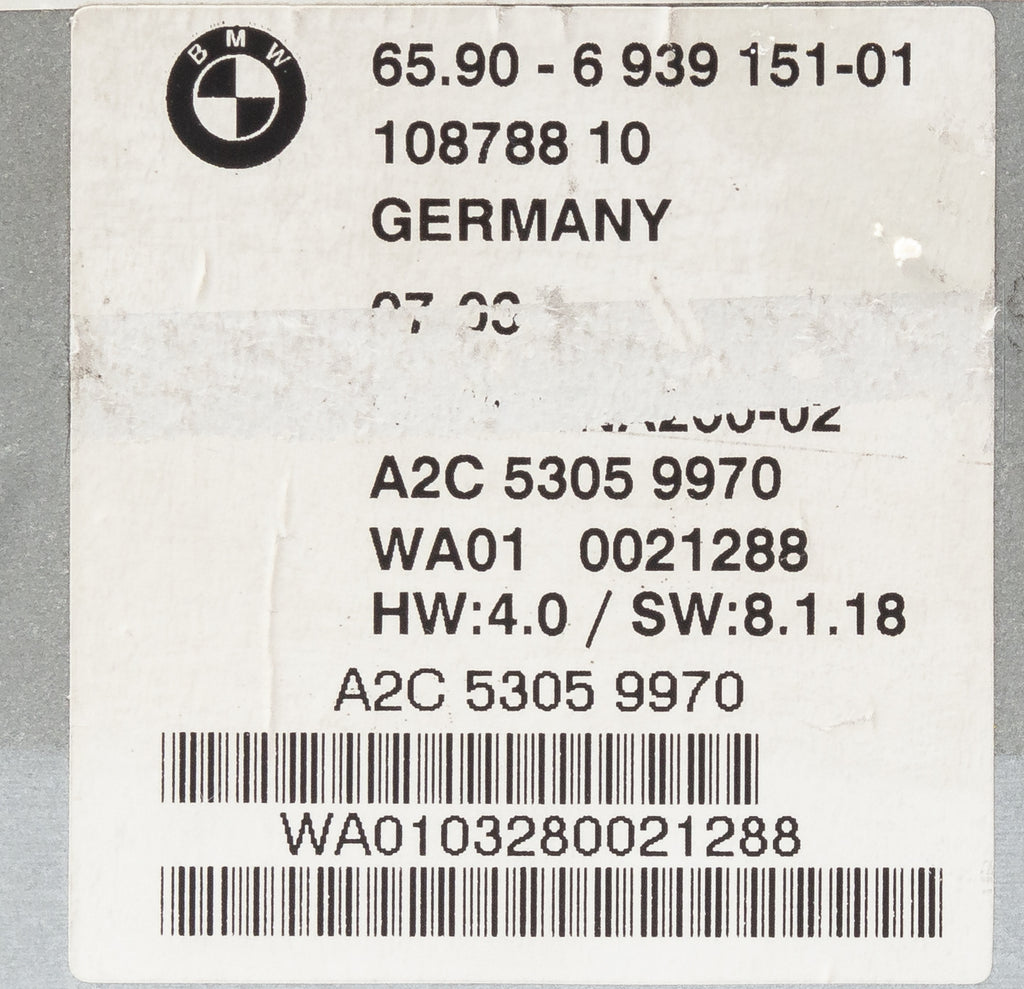 BMW
65.90 - 6 939 151-01
108788 10
GERMANY
A2C 5305 9970
WA01 0021288
HW:4.0 / SW:8.1.18
A2C 5305 9970
WA0103280021288